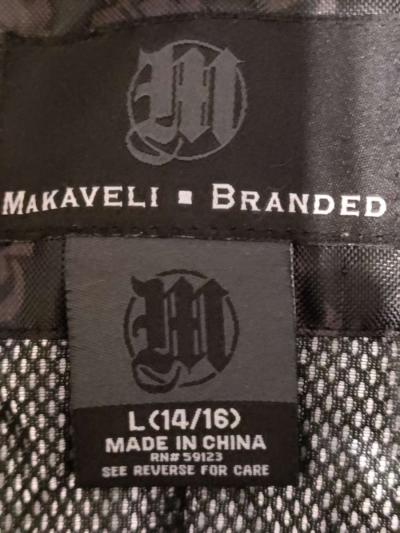 M
MAKAVELI ▪ BRANDED
M
L(14/16)
MADE IN CHINA
RN# 59123
SEE REVERSE FOR CARE